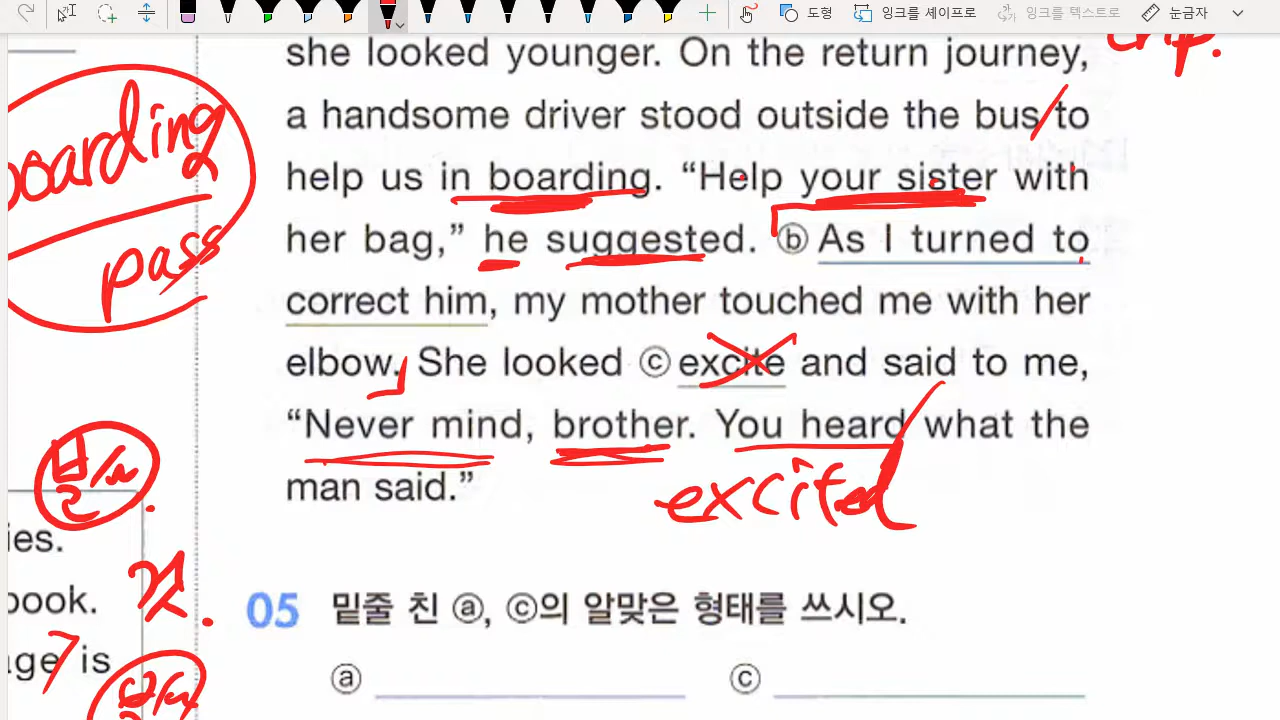 도형
잉크를 셰이프로
잉크를 텍스트로
눈금자
she looked younger. On the return journey,
a handsome driver stood outside the bus to
help us in boarding. “Help your sister with
her bag,” he suggested. ⓑ As I turned to
correct him, my mother touched me with her
elbow. She looked ⓒ excite and said to me,
“Never mind, brother. You heard what the
man said.”
excited
boarding
pass
ies.
book.
age is
05 밑줄 친 ⓐ, ⓒ의 알맞은 형태를 쓰시오.
ⓐ
ⓒ